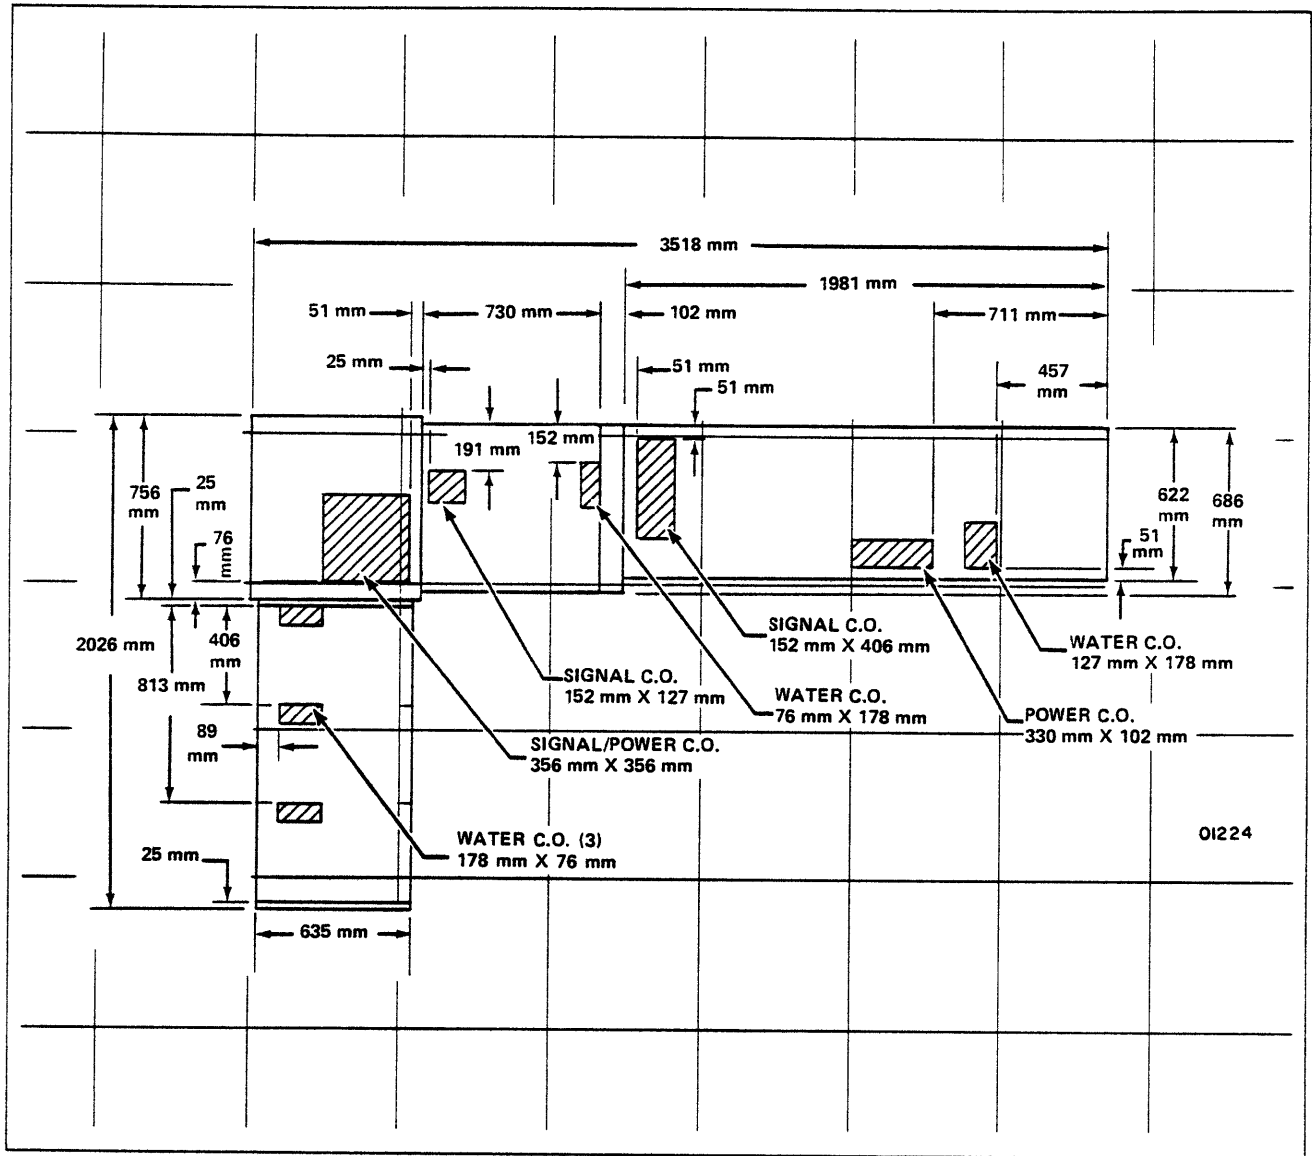 3518 mm
1981 mm
51 mm
730 mm
102 mm
711 mm
25 mm
51 mm
51 mm
457
mm
191 mm
152 mm
756
mm
25
mm
76
mm
622
mm
686
mm
51
mm
2026 mm
406
mm
813 mm
89
mm
SIGNAL C.O.
152 mm X 406 mm
WATER C.O.
127 mm X 178 mm
SIGNAL C.O.
152 mm X 127 mm
WATER C.O.
76 mm X 178 mm
POWER C.O.
330 mm X 102 mm
SIGNAL/POWER C.O.
356 mm X 356 mm
WATER C.O. (3)
178 mm X 76 mm
01224
25 mm
635 mm